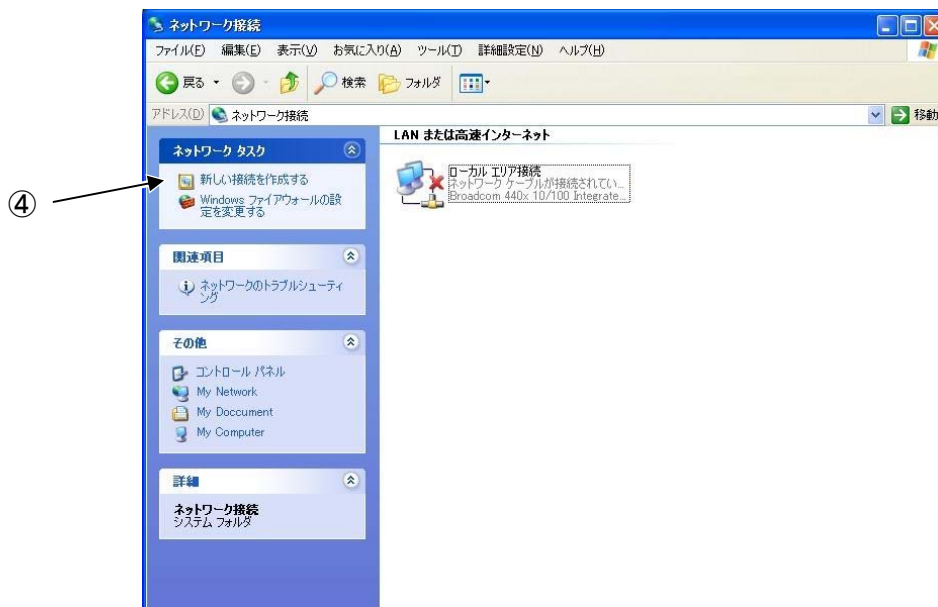 ネットワーク接続
ファイル(F) 編集(E) 表示(V) お気に入り(A) ツール(T) 詳細設定(N) ヘルプ(H)
戻る 検索 フォルダ
アドレス(D) ネットワーク接続 移動
ネットワーク タスク
④
新しい接続を作成する
Windows ファイアウォールの設
定を変更する
関連項目
ネットワークのトラブルシューティ
ング
その他
コントロール パネル
My Network
My Doccument
My Computer
詳細
ネットワーク接続
システム フォルダ
LAN または高速インターネット
ローカル エリア接続
ネットワーク ケーブルが接続されてい...
Broadcom 440x 10/100 Integrate...